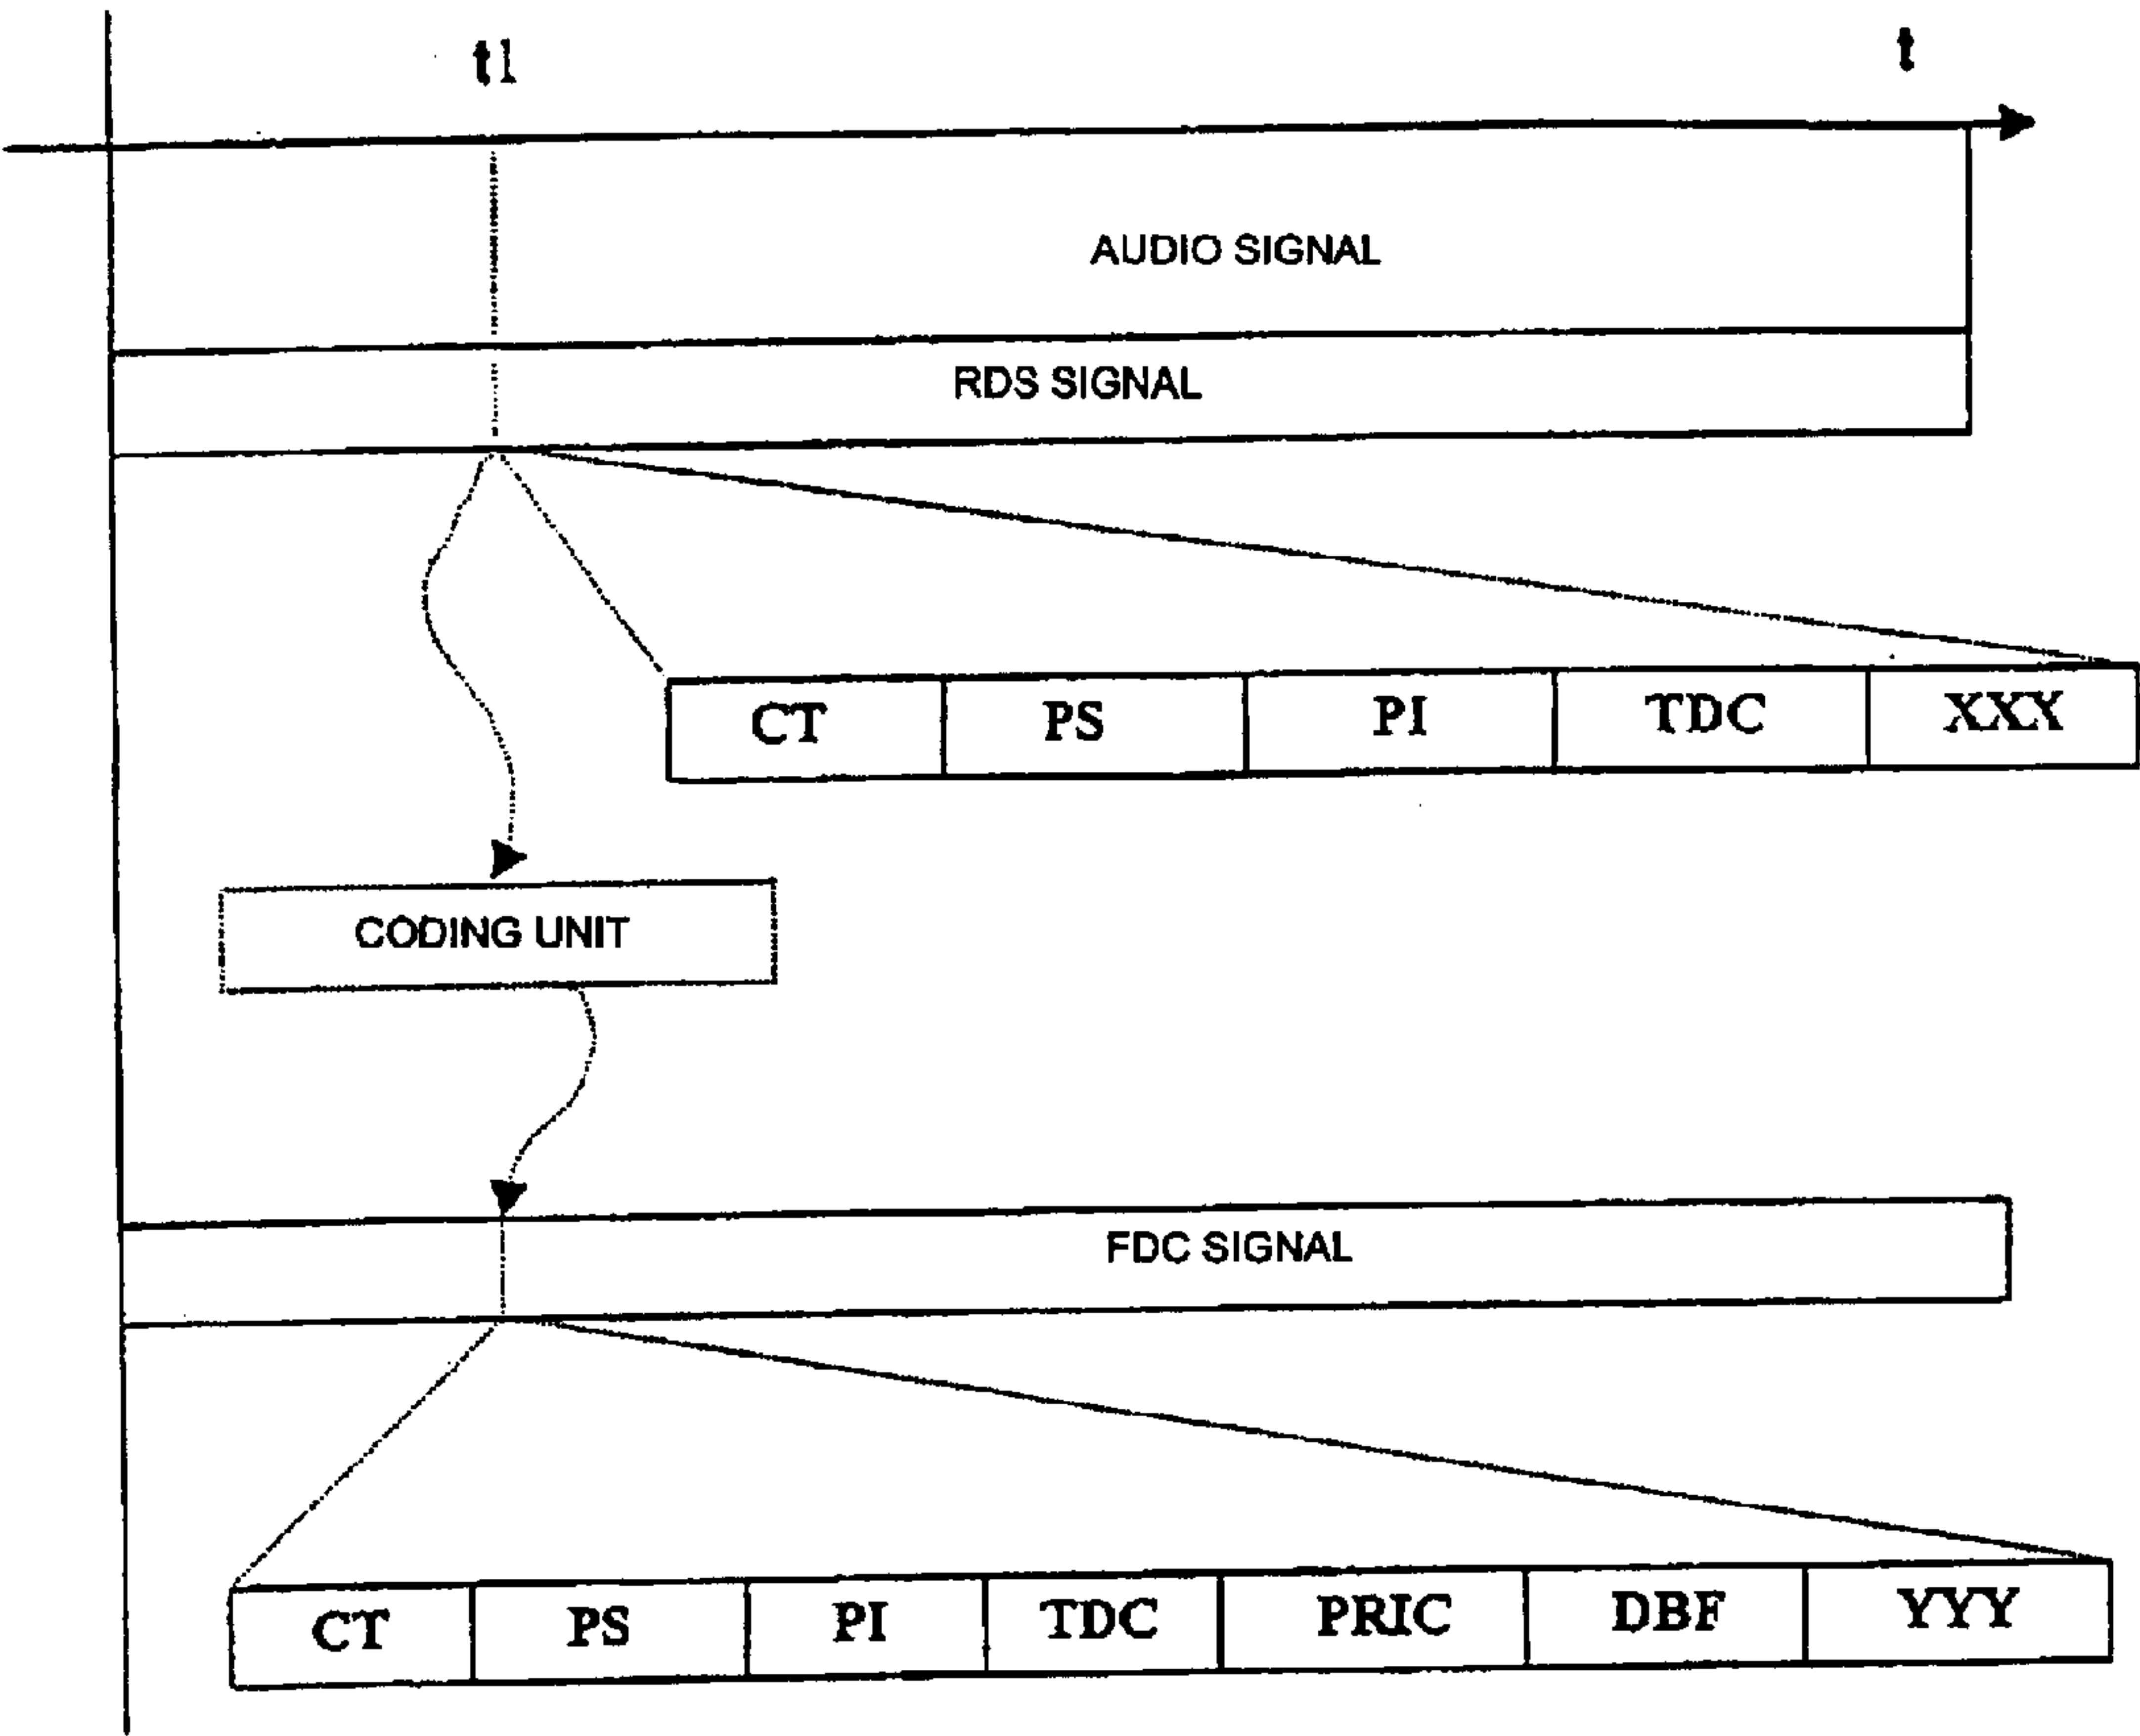 t1 t
AUDIO SIGNAL
RDS SIGNAL
CT PS PI TDC XXX
CODING UNIT
FDC SIGNAL
CT PS PI TDC PRIC DBF YYY